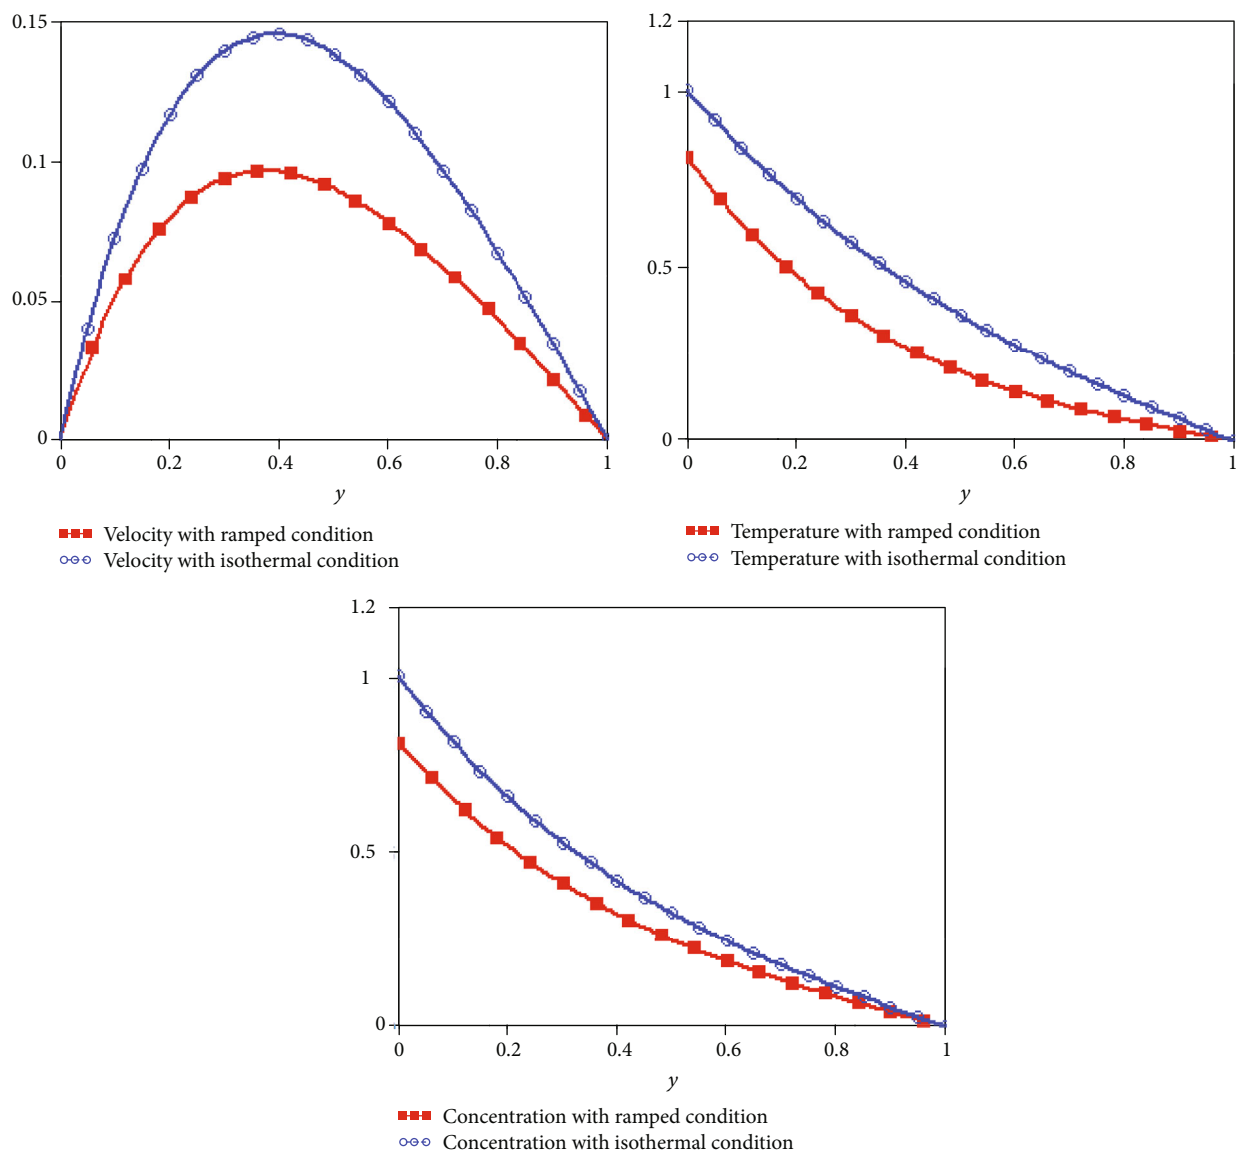 0.15
0.1
0.05
0
0 0.2 0.4 0.6 0.8 1
y
Velocity with ramped condition
Velocity with isothermal condition
1.2
1
0.5
0
0 0.2 0.4 0.6 0.8 1
y
Temperature with ramped condition
Temperature with isothermal condition
1.2
1
0.5
0
0 0.2 0.4 0.6 0.8 1
y
Concentration with ramped condition
Concentration with isothermal condition